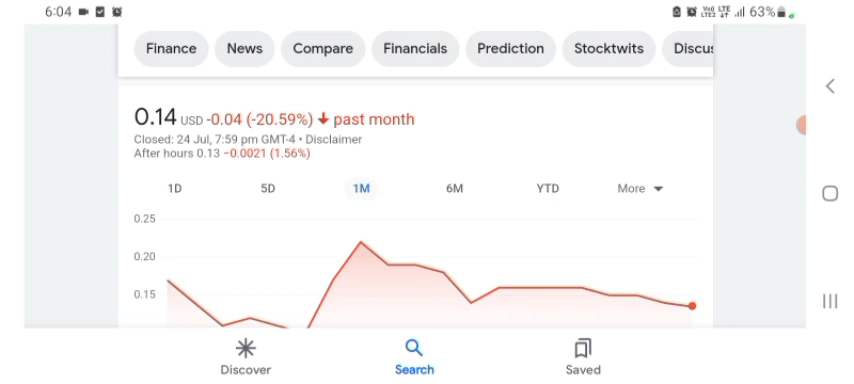 6:04 63%
Finance News Compare Financials Prediction Stocktwits Discus
0.14 USD -0.04 (-20.59%) past month
Closed: 24 Jul, 7:59 pm GMT-4 • Disclaimer
After hours 0.13 −0.0021 (1.56%)
1D 5D 1M 6M YTD More
0.25
0.20
0.15
Discover Search Saved